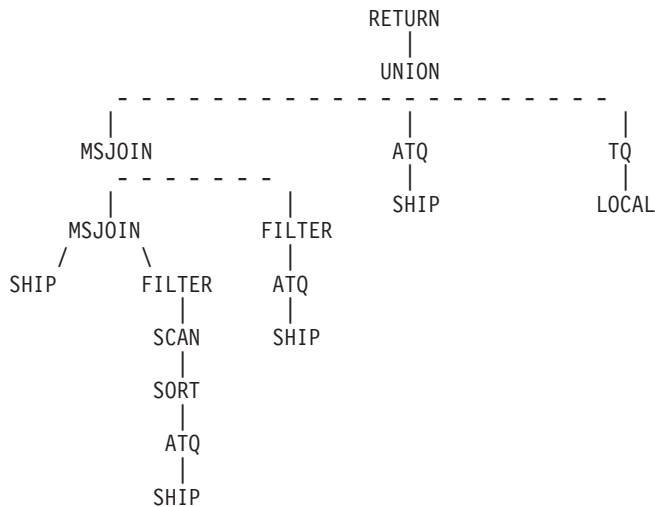 RETURN
|
UNION
- - - - - - - - - - - - - - - - - - - - -
| | |
MSJOIN ATQ TQ
- - - - - - - | |
| | SHIP LOCAL
MSJOIN FILTER
/ \ |
SHIP FILTER ATQ
| |
SCAN SHIP
|
SORT
|
ATQ
|
SHIP